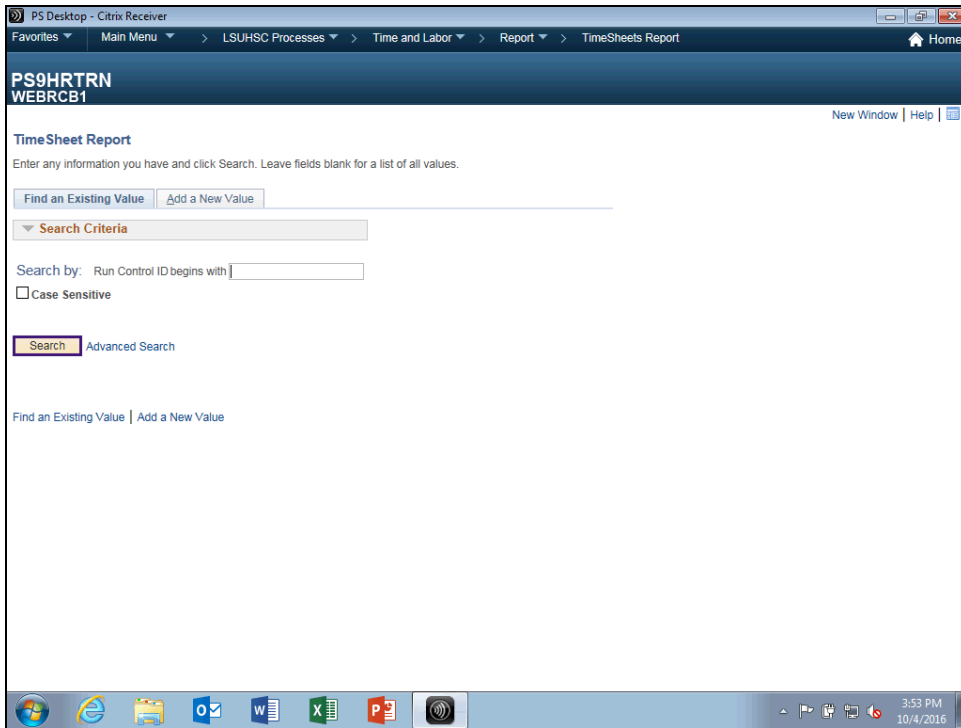 PS Desktop - Citrix Receiver
Favorites Main Menu > LSUHSC Processes > Time and Labor > Report > TimeSheets Report Home
PS9HRTRN
WEBRCB1
New Window | Help |
TimeSheet Report
Enter any information you have and click Search. Leave fields blank for a list of all values.
Find an Existing Value Add a New Value
Search Criteria
Search by: Run Control ID begins with
Case Sensitive
Search Advanced Search
Find an Existing Value | Add a New Value
3:53 PM
10/4/2016